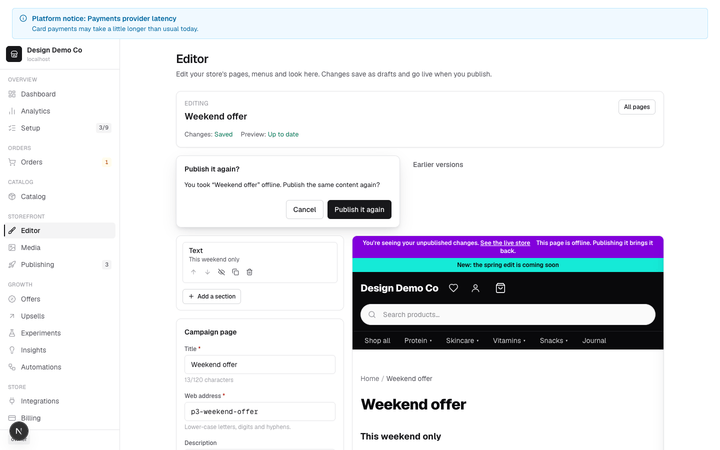 Platform notice: Payments provider latency
Card payments may take a little longer than usual today.
Design Demo Co
localhost
OVERVIEW
Dashboard
Analytics
Setup 3/9
ORDERS
Orders 1
CATALOG
Catalog
STOREFRONT
Editor
Media
Publishing 3
GROWTH
Offers
Upsells
Experiments
Insights
Automations
STORE
Integrations
Billing
N
Editor
Edit your store's pages, menus and look here. Changes save as drafts and go live when you publish.
EDITING
Weekend offer
All pages
Changes: Saved Preview: Up to date
Publish it again?
You took "Weekend offer" offline. Publish the same content again?
Cancel
Publish it again
Earlier versions
Text
This weekend only
+ Add a section
Campaign page
Title *
Weekend offer
13/120 characters
Web address *
p3-weekend-offer
Lower-case letters, digits and hyphens.
Description
You're seeing your unpublished changes. See the live store This page is offline. Publishing it brings it
back.
New: the spring edit is coming soon
Design Demo Co
Search products...
Shop all Protein Skincare Vitamins Snacks Journal
Home / Weekend offer
Weekend offer
This weekend only